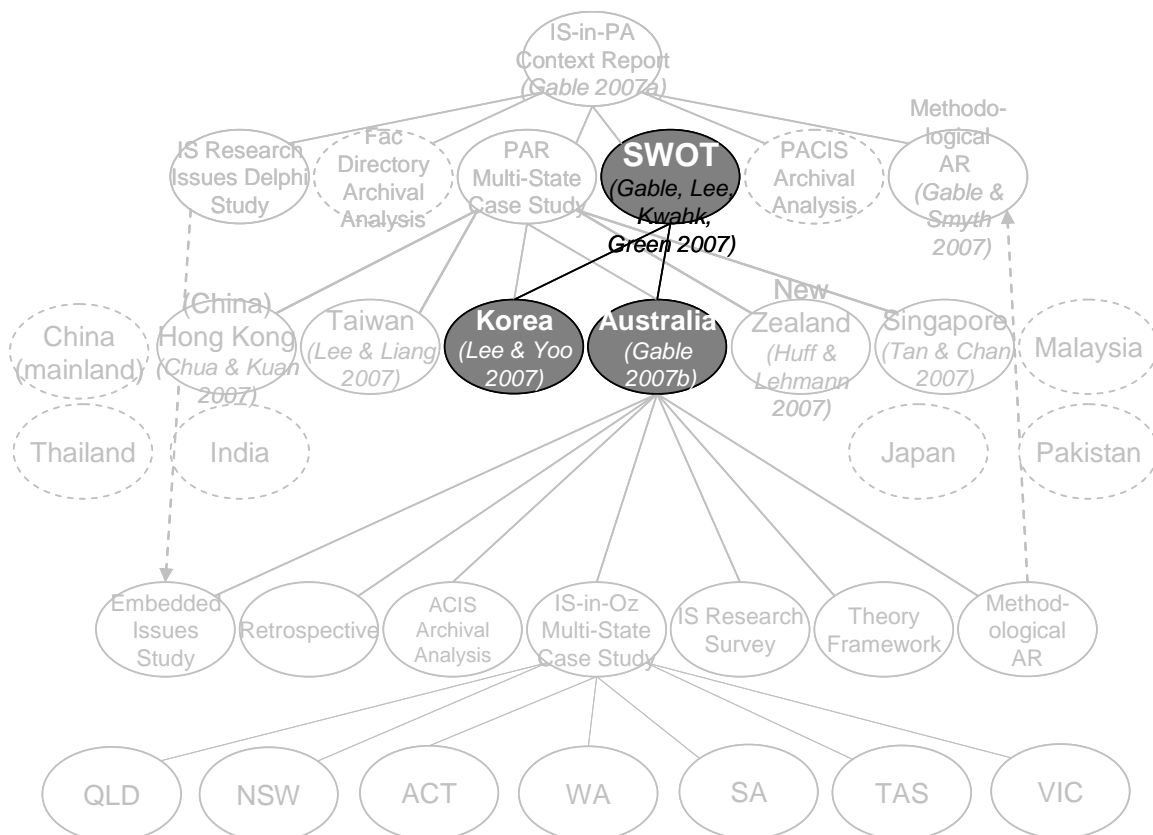 IS-in-PA
Context Report
(Gable 2007a)
IS Research
Issues Delphi
Study
Fac
Directory
Archival
Analysis
PAR
Multi-State
Case Study
SWOT
(Gable, Lee,
Kwahk,
Green 2007)
PACIS
Archival
Analysis
Methodo-
logical
AR
(Gable &
Smyth
2007)
China
(mainland)
(China)
Hong Kong
(Chua & Kuan
2007)
Taiwan
(Lee & Liang
2007)
Korea
(Lee & Yoo
2007)
Australia
(Gable
2007b)
New
Zealand
(Huff &
Lehmann
2007)
Singapore
(Tan & Chan
2007)
Malaysia
Thailand
India
Japan
Pakistan
Embedded
Issues
Study
Retrospective
ACIS
Archival
Analysis
IS-in-Oz
Multi-State
Case Study
IS Research
Survey
Theory
Framework
Method-
ological
AR
QLD
NSW
ACT
WA
SA
TAS
VIC